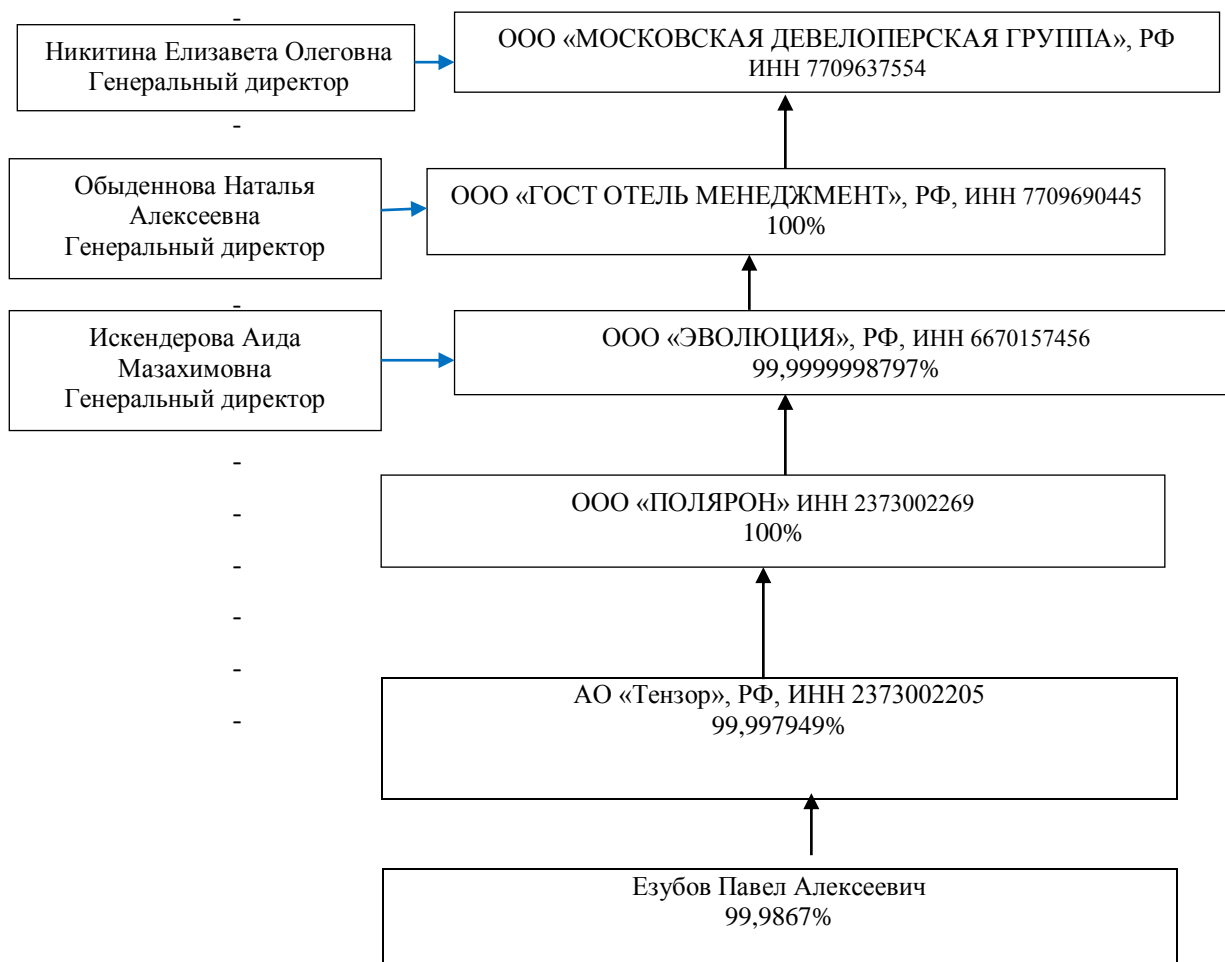 -
Никитина Елизавета Олеговна
Генеральный директор
ООО «МОСКОВСКАЯ ДЕВЕЛОПЕРСКАЯ ГРУППА», РФ
ИНН 7709637554
-
Обыденнова Наталья
Алексеевна
Генеральный директор
ООО «ГОСТ ОТЕЛЬ МЕНЕДЖМЕНТ», РФ, ИНН 7709690445
100%
-
Искендерова Аида
Мазахимовна
Генеральный директор
ООО «ЭВОЛЮЦИЯ», РФ, ИНН 6670157456
99,9999998797%
-
-
ООО «ПОЛЯРОН» ИНН 2373002269
100%
-
-
-
-
АО «Тензор», РФ, ИНН 2373002205
99,997949%
Езубов Павел Алексеевич
99,9867%